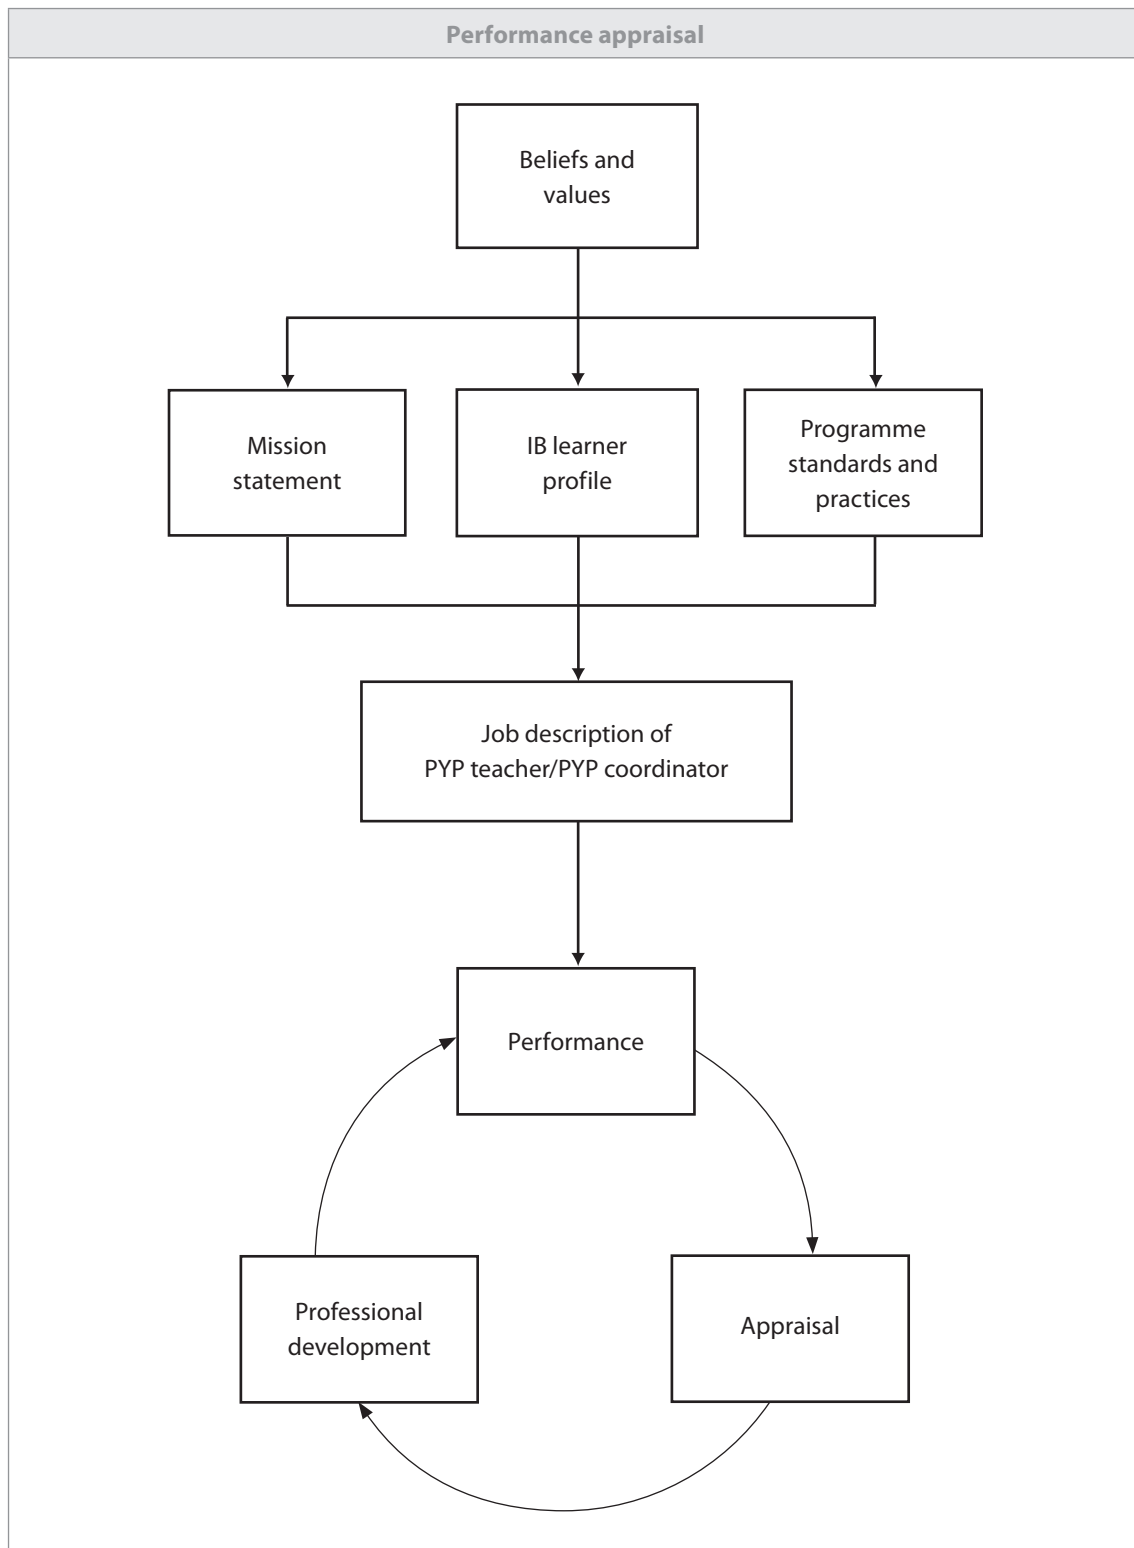 Performance appraisal
Beliefs and
values
Mission
statement
IB learner
profile
Programme
standards and
practices
Job description of
PYP teacher/PYP coordinator
Performance
Professional
development
Appraisal